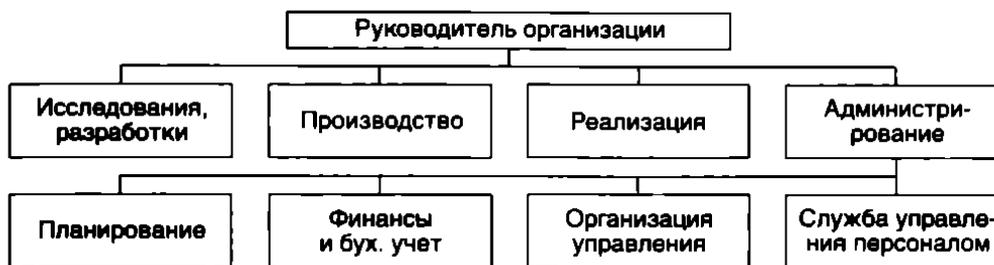 Руководитель организации
Исследования,
разработки
Производство
Реализация
Администри-
рование
Планирование
Финансы
и бух. учет
Организация
управления
Служба управле-
ния персоналом